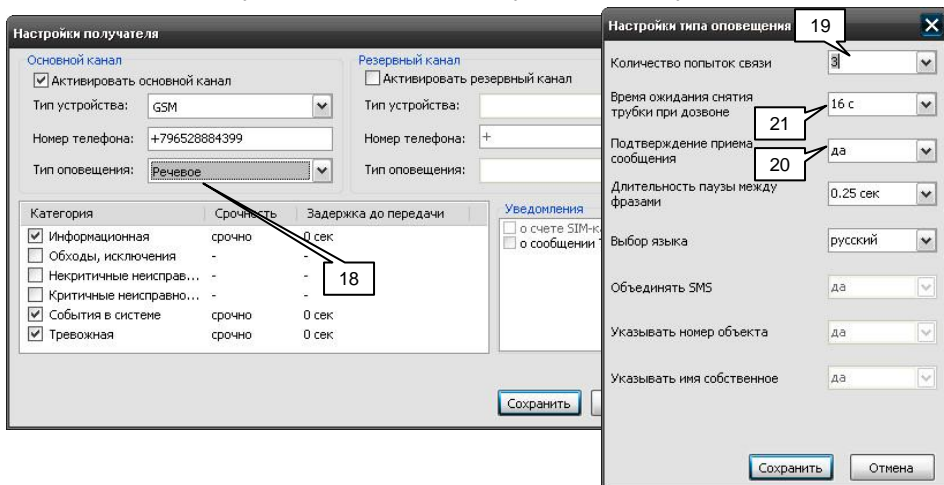 Настройки получателя
Основной канал
Активировать основной канал
Тип устройства: GSM
Номер телефона: +796528884399
Тип оповещения: Речевое
Резервный канал
Активировать резервный канал
Тип устройства:
Номер телефона: +
Тип оповещения:
Категория Срочность Задержка до передачи
Информационная срочно 0 сек
Обходы, исключения - -
Некритичные неисправ... - -
Критичные неисправно... -
События в системе срочно 0 сек
Тревожная срочно 0 сек
18
Уведомления
о счете SIM-к
о сообщении
Сохранить
Настройки типа оповещения
19
Количество попыток связи 3
Время ожидания снятия
трубки при дозвоне 16 с
21
Подтверждение приема
сообщения да
20
Длительность паузы между
фразами 0.25 сек
Выбор языка русский
Объединять SMS да
Указывать номер объекта да
Указывать имя собственное да
Сохранить Отмена